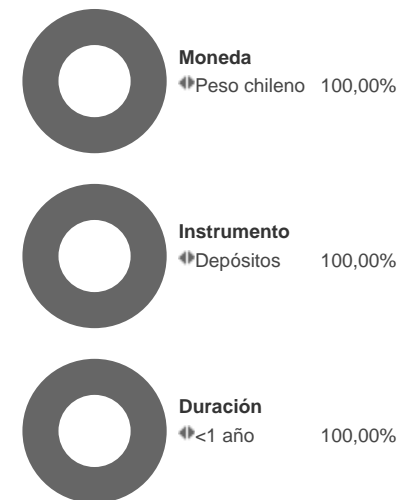 Moneda
Peso chileno 100,00%
Instrumento
Depósitos 100,00%
Duración
<1 año 100,00%